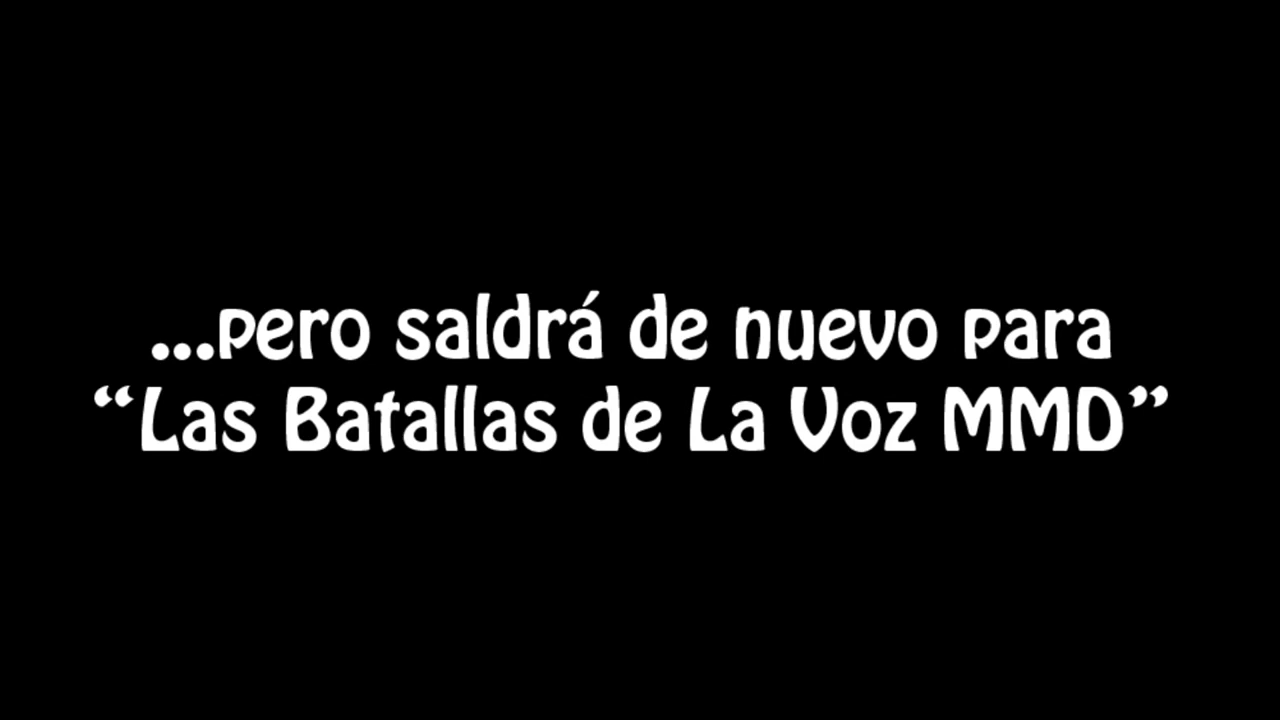 ...pero saldrá de nuevo para
“Las Batallas de La Voz MMD”